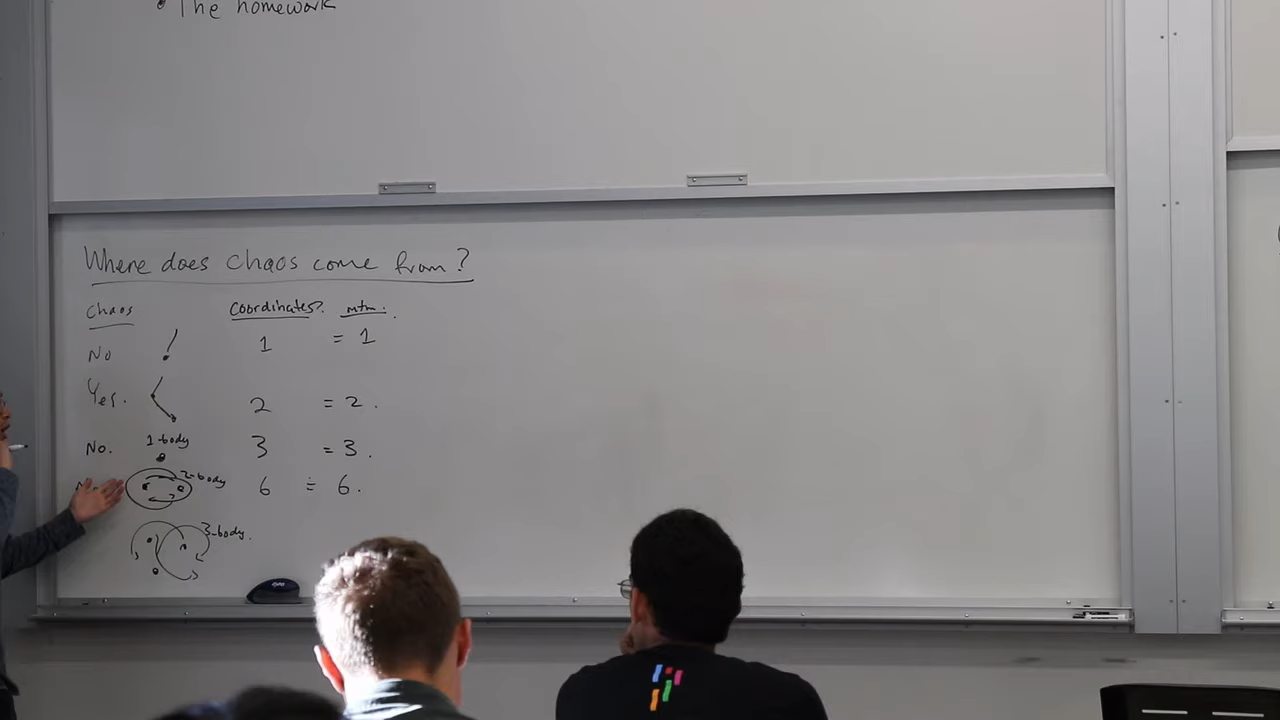 • The homework
Where does chaos come from?
Chaos Coordinates? mtm.
No 1 = 1
Yes. 2 = 2.
No. 1-body 3 = 3.
2-body 6 = 6.
3-body.